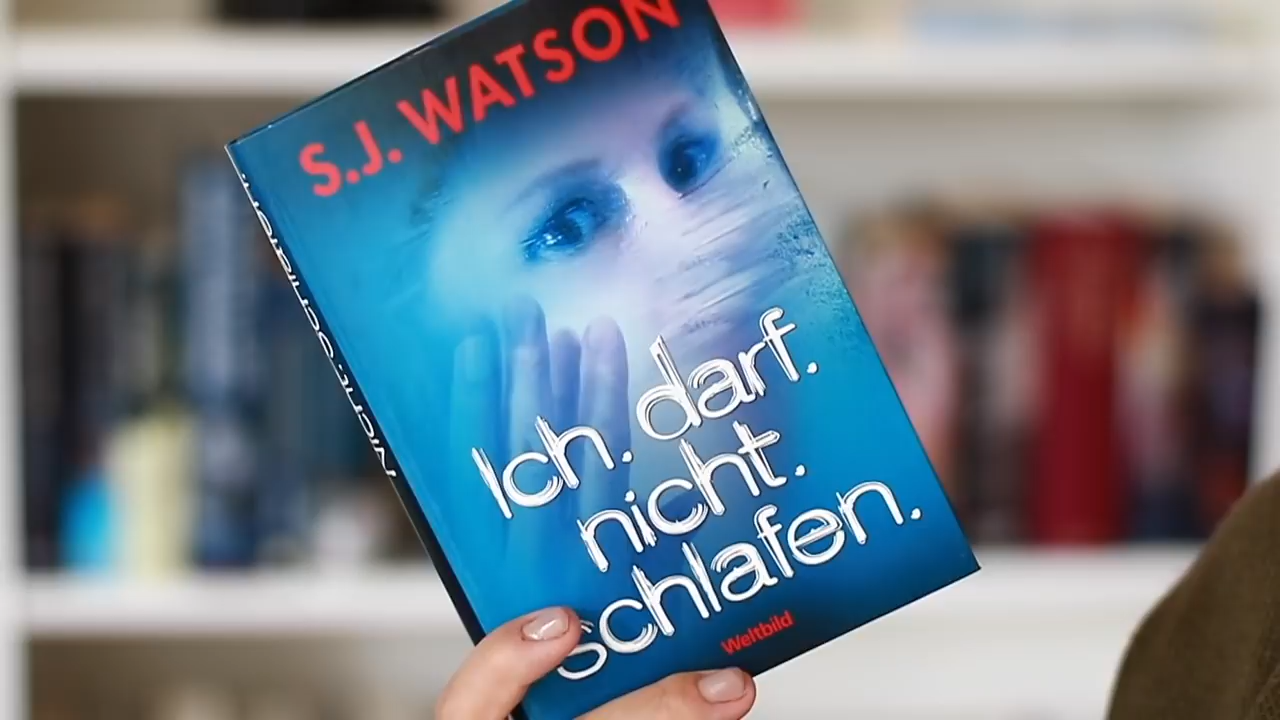 S.J. WATSON
Ich. darf.
nicht.
schlafen.
Weltbild